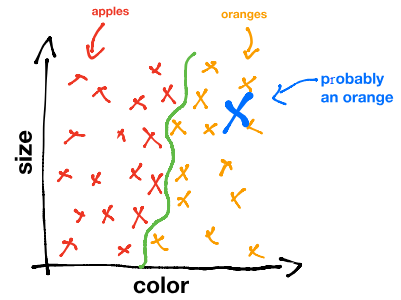 apples
oranges
probably
an orange
size
color